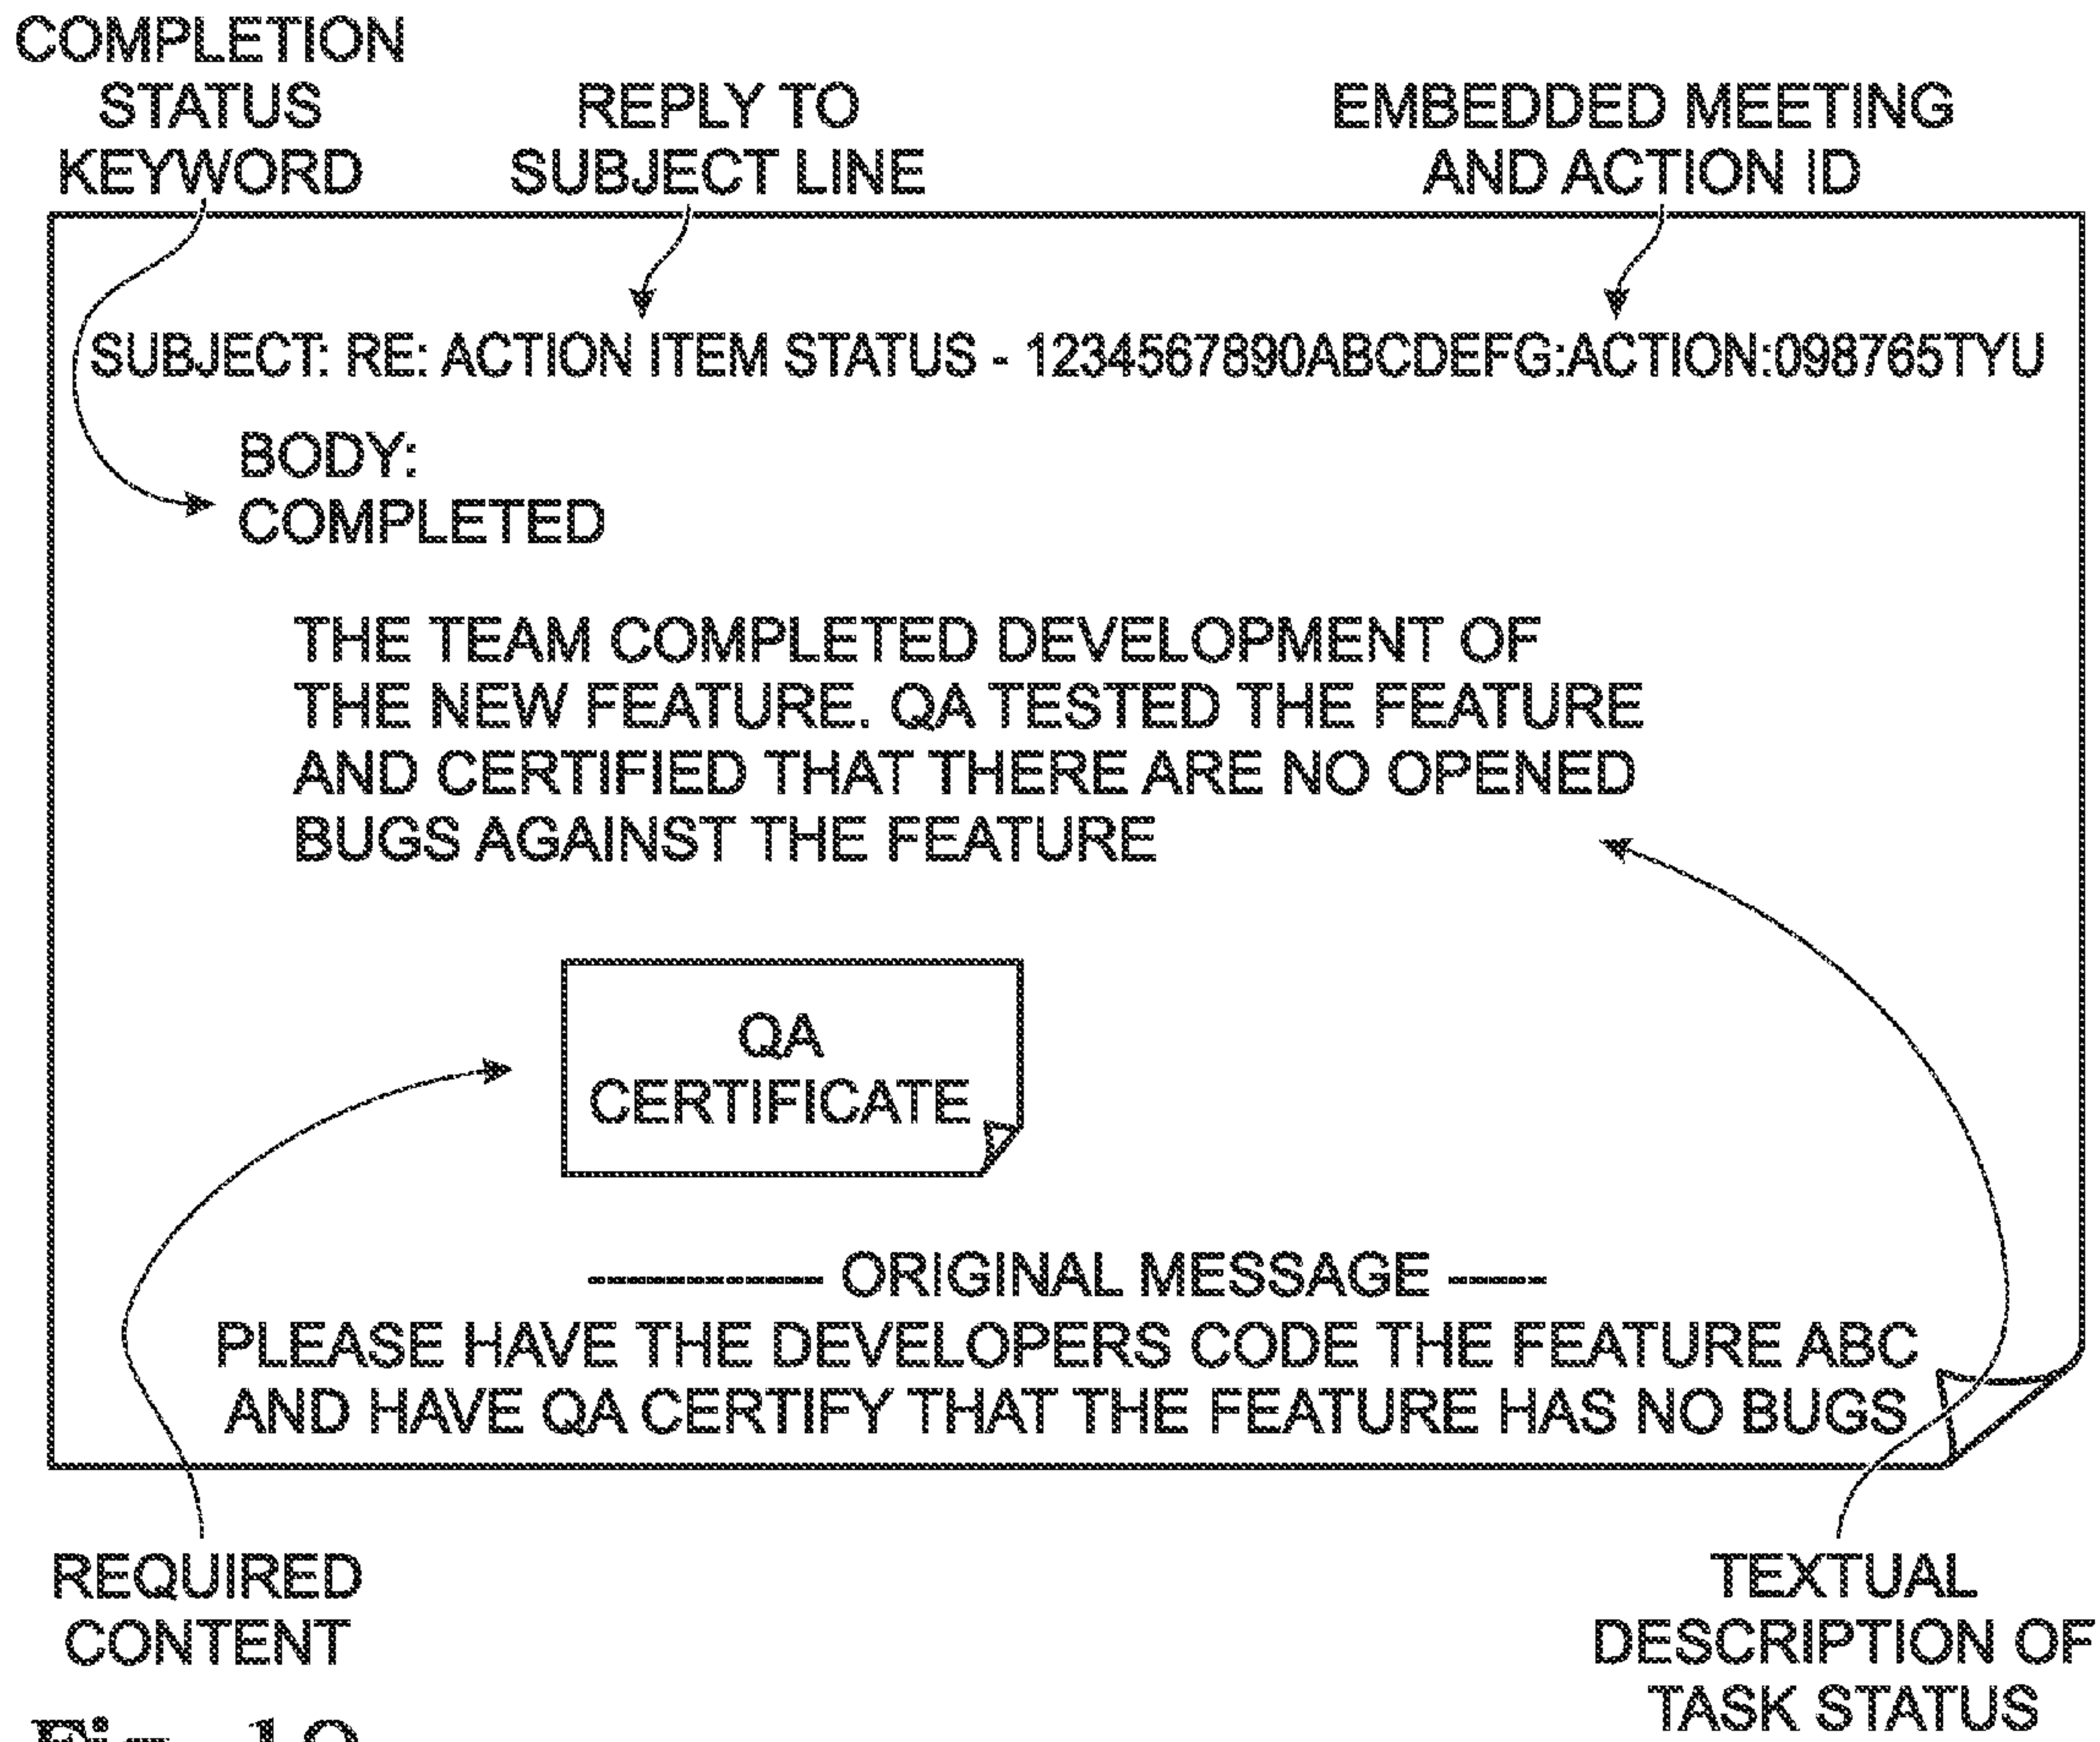 COMPLETION
STATUS
KEYWORD
REPLY TO
SUBJECT LINE
EMBEDDED MEETING
AND ACTION ID
SUBJECT: RE: ACTION ITEM STATUS - 1234567890ABCDEFG:ACTION:098765TYU
BODY:
COMPLETED
THE TEAM COMPLETED DEVELOPMENT OF
THE NEW FEATURE. QA TESTED THE FEATURE
AND CERTIFIED THAT THERE ARE NO OPENED
BUGS AGAINST THE FEATURE
QA
CERTIFICATE
------------ ORIGINAL MESSAGE -----
PLEASE HAVE THE DEVELOPERS CODE THE FEATURE ABC
AND HAVE QA CERTIFY THAT THE FEATURE HAS NO BUGS
REQUIRED
CONTENT
TEXTUAL
DESCRIPTION OF
TASK STATUS